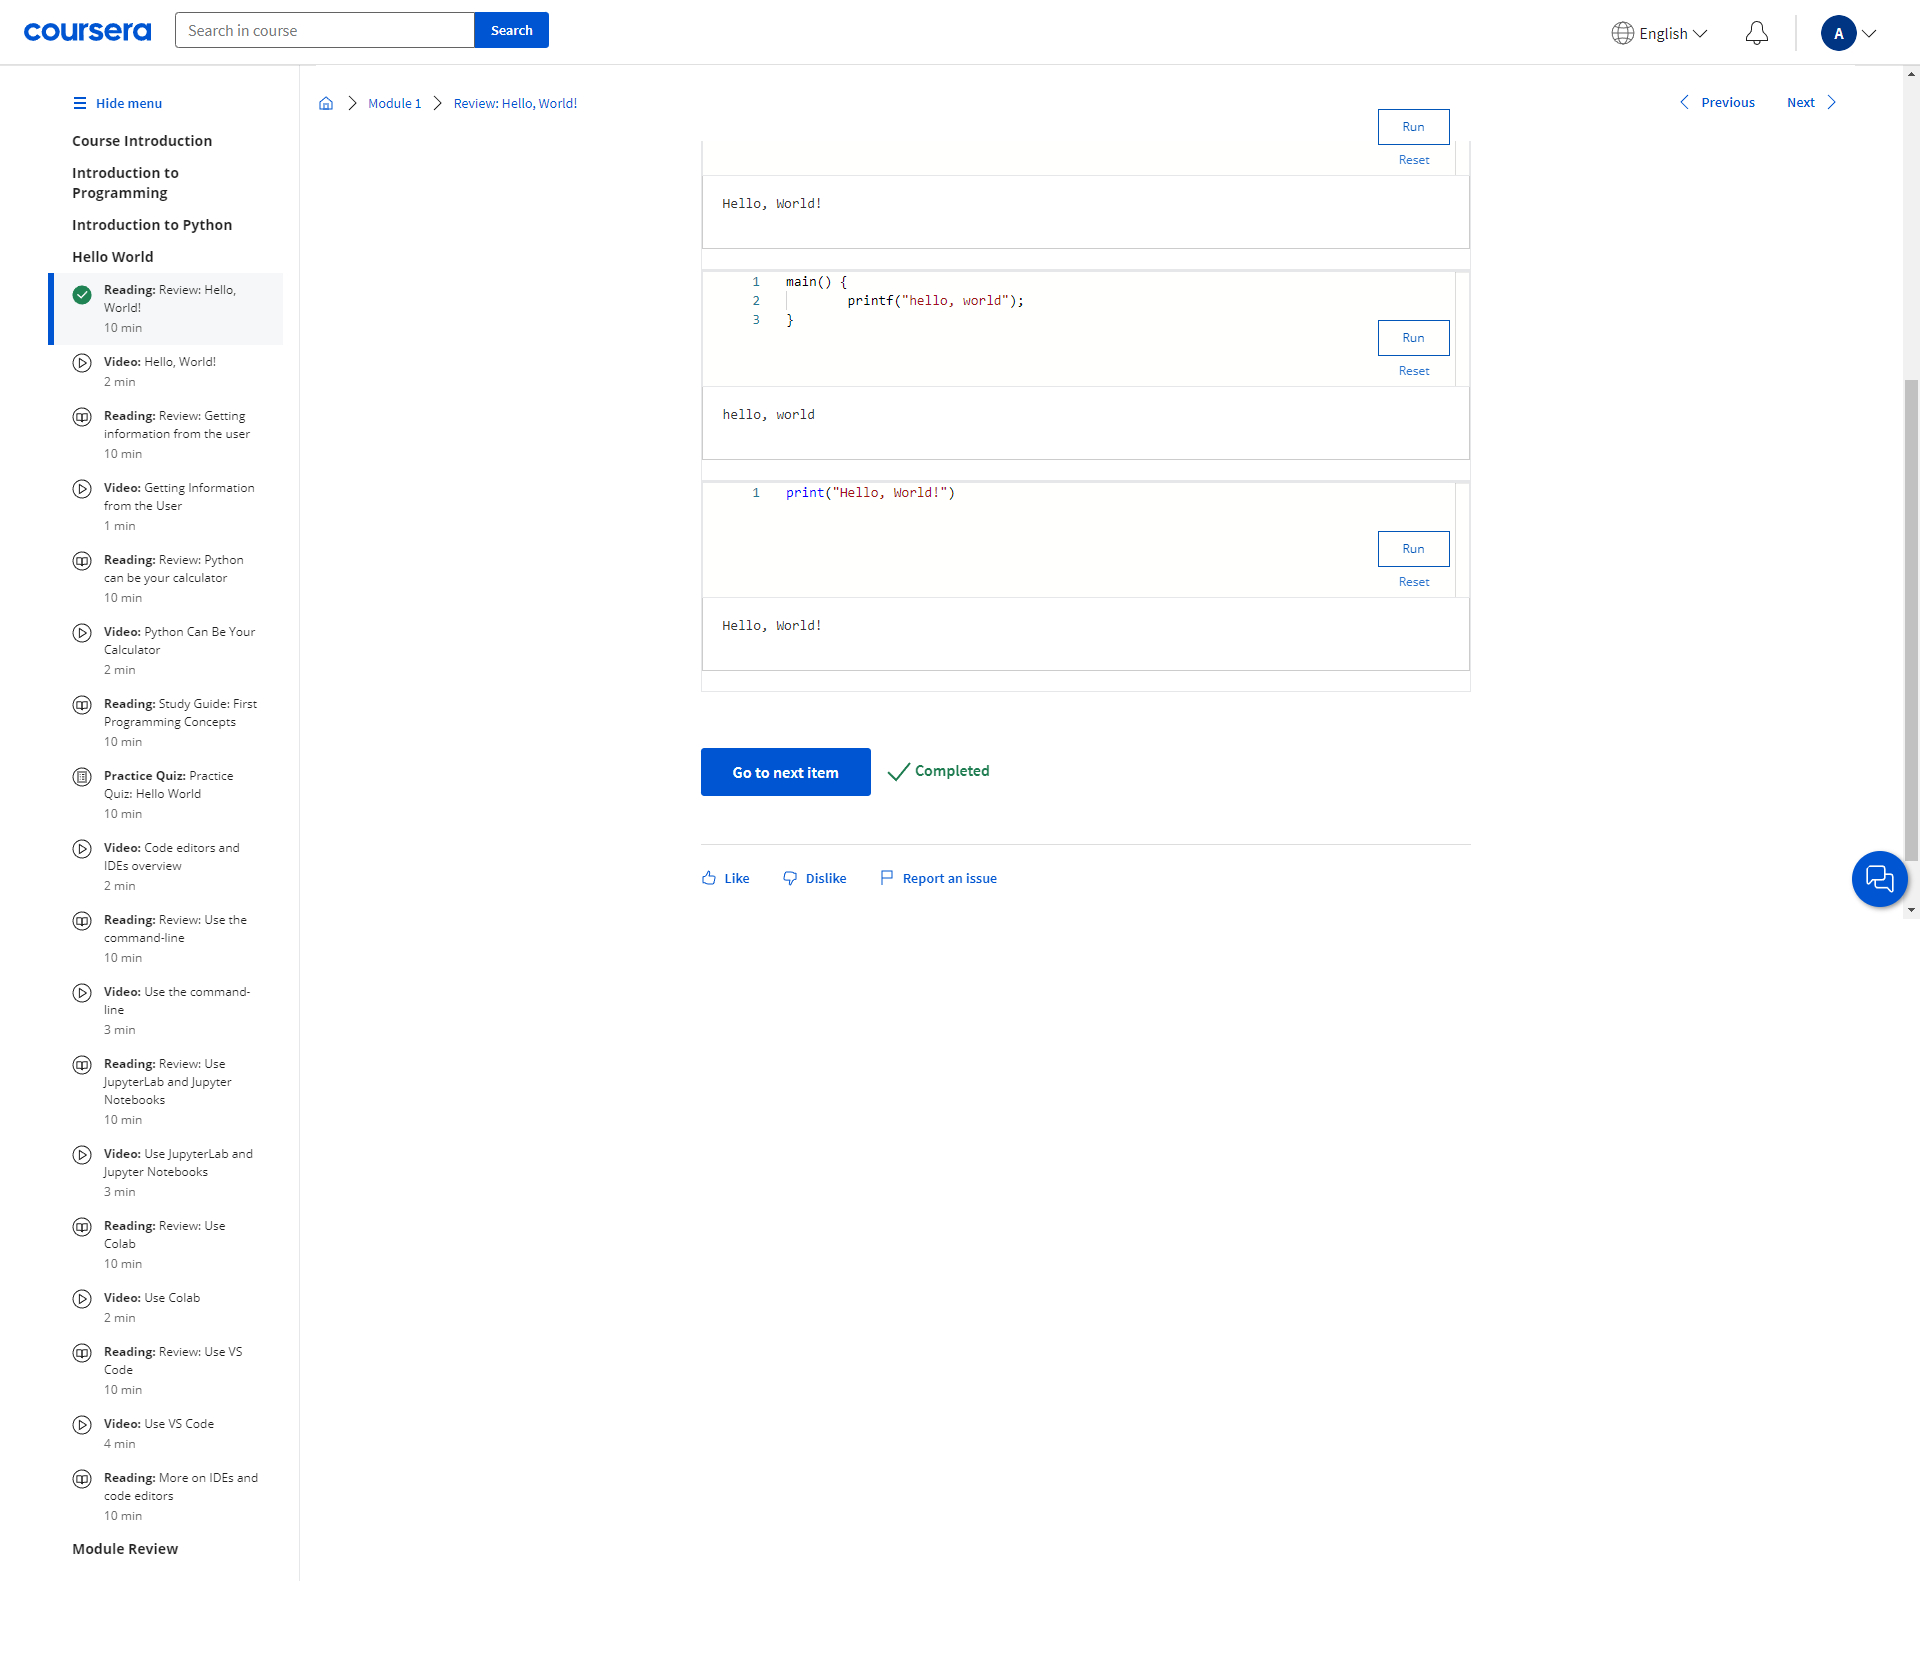 coursera
Search in course
Search
English
A
Hide menu
Course Introduction
Introduction to
Programming
Introduction to Python
Hello World
Reading: Review: Hello,
World!
10 min
Video: Hello, World!
2 min
Reading: Review: Getting
information from the user
10 min
Video: Getting Information
from the User
1 min
Reading: Review: Python
can be your calculator
10 min
Video: Python Can Be Your
Calculator
2 min
Reading: Study Guide: First
Programming Concepts
10 min
Practice Quiz: Practice
Quiz: Hello World
10 min
Video: Code editors and
IDEs overview
2 min
Reading: Review: Use the
command-line
10 min
Video: Use the command-
line
3 min
Reading: Review: Use
JupyterLab and Jupyter
Notebooks
10 min
Video: Use JupyterLab and
Jupyter Notebooks
3 min
Reading: Review: Use
Colab
10 min
Video: Use Colab
2 min
Reading: Review: Use VS
Code
10 min
Video: Use VS Code
4 min
Reading: More on IDEs and
code editors
10 min
Module Review
Module 1
Review: Hello, World!
Previous
Next
Run
Reset
Hello, World!
1 main() {
2 printf("hello, world");
3 }
Run
Reset
hello, world
1 print("Hello, World!")
Run
Reset
Hello, World!
Go to next item
Completed
Like
Dislike
Report an issue